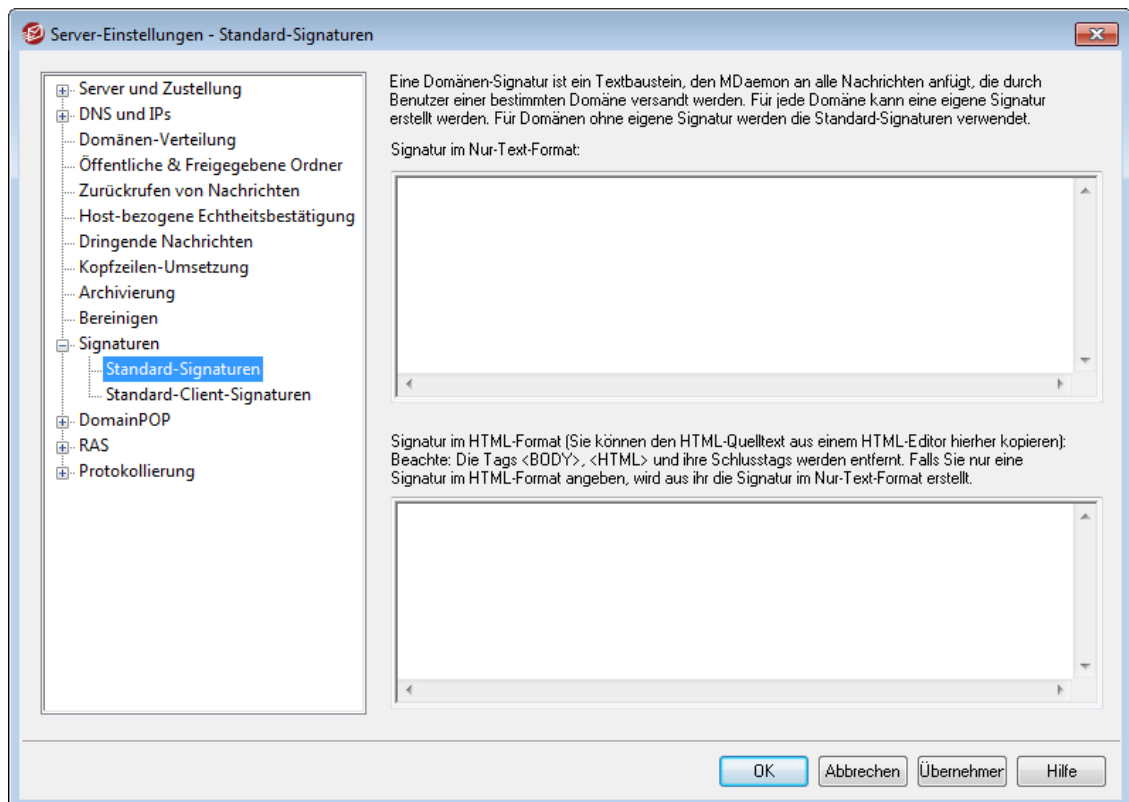 Server-Einstellungen - Standard-Signaturen
Server und Zustellung
DNS und IPs
Domänen-Verteilung
Öffentliche & Freigegebene Ordner
Zurückrufen von Nachrichten
Host-bezogene Echtheitsbestätigung
Dringende Nachrichten
Kopfzeilen-Umsetzung
Archivierung
Bereinigen
Signaturen
Standard-Signaturen
Standard-Client-Signaturen
DomainPOP
RAS
Protokollierung
Eine Domänen-Signatur ist ein Textbaustein, den MDaemon an alle Nachrichten anfügt, die durch
Benutzer einer bestimmten Domäne versandt werden. Für jede Domäne kann eine eigene Signatur
erstellt werden. Für Domänen ohne eigene Signatur werden die Standard-Signaturen verwendet.
Signatur im Nur-Text-Format:
Signatur im HTML-Format (Sie können den HTML-Quelltext aus einem HTML-Editor hierher kopieren):
Beachte: Die Tags <BODY>, <HTML> und ihre Schlusstags werden entfernt. Falls Sie nur eine
Signatur im HTML-Format angeben, wird aus ihr die Signatur im Nur-Text-Format erstellt.
OK
Abbrechen
Übernehmer
Hilfe